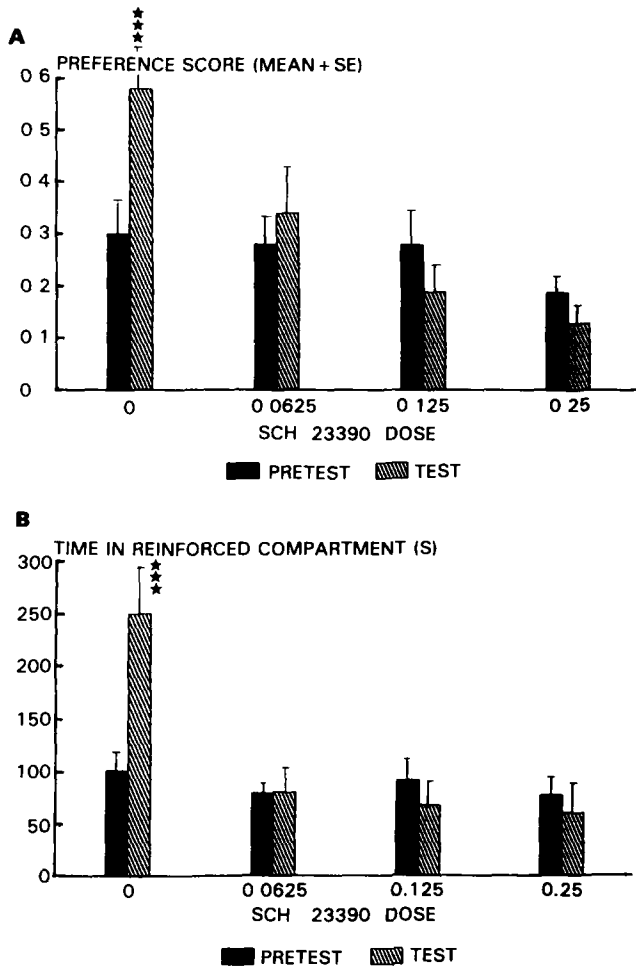 A
★★★
PREFERENCE SCORE (MEAN + SE)
0 6
0 5
0 4
0 3
0 2
0 1
0
0 0 0625 0 125 0 25
SCH 23390 DOSE
PRETEST TEST
B
TIME IN REINFORCED COMPARTMENT (S)
★★★
300
250
200
150
100
50
0
0 0 0625 0.125 0.25
SCH 23390 DOSE
PRETEST TEST